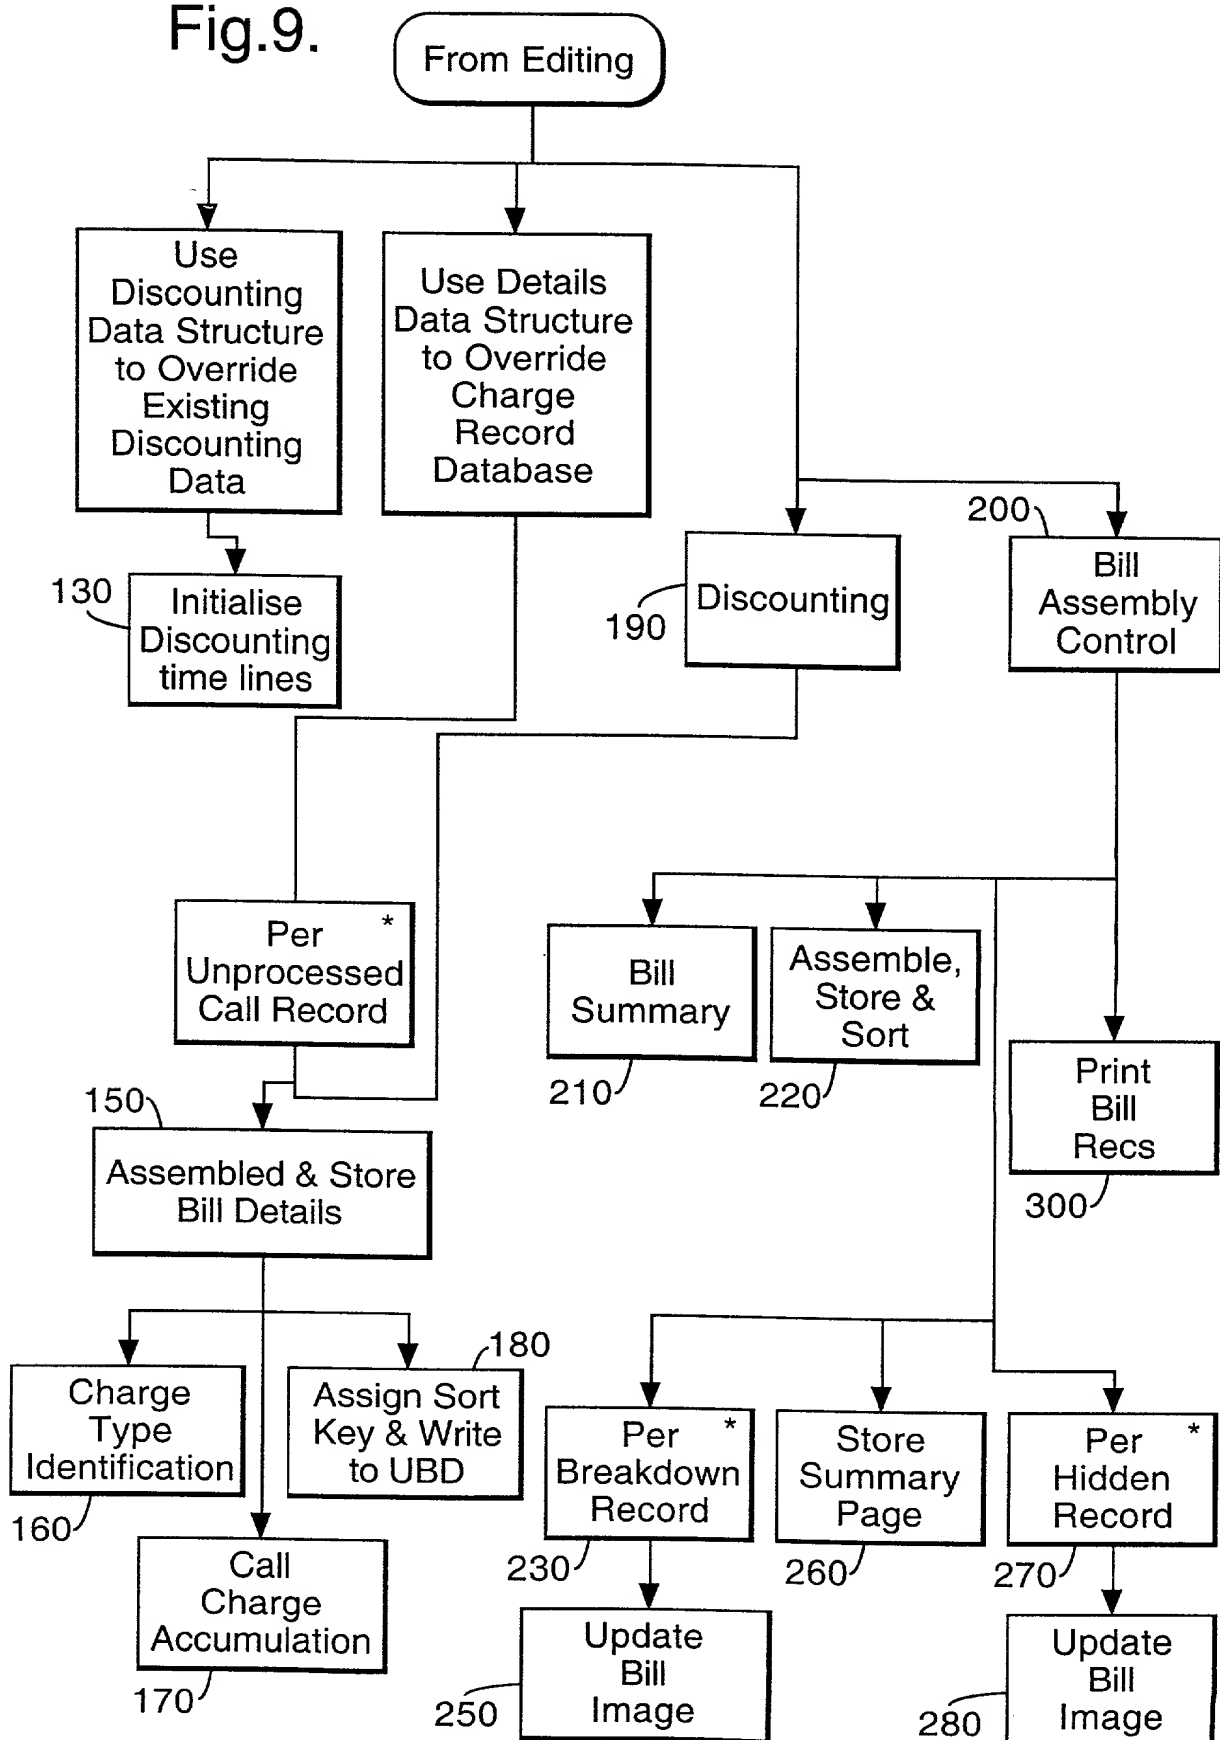 Fig.9.
From Editing
Use
Discounting
Data Structure
to Override
Existing
Discounting
Data
Use Details
Data Structure
to Override
Charge
Record
Database
130
Initialise
Discounting
time lines
190
Discounting
200
Bill
Assembly
Control
Per *
Unprocessed
Call Record
Bill
Summary
210
Assemble,
Store &
Sort
220
Print
Bill
Recs
300
150
Assembled & Store
Bill Details
Charge
Type
Identification
160
180
Assign Sort
Key & Write
to UBD
Call
Charge
Accumulation
170
Per *
Breakdown
Record
230
Store
Summary
Page
260
Per *
Hidden
Record
270
Update
Bill
Image
250
Update
Bill
Image
280